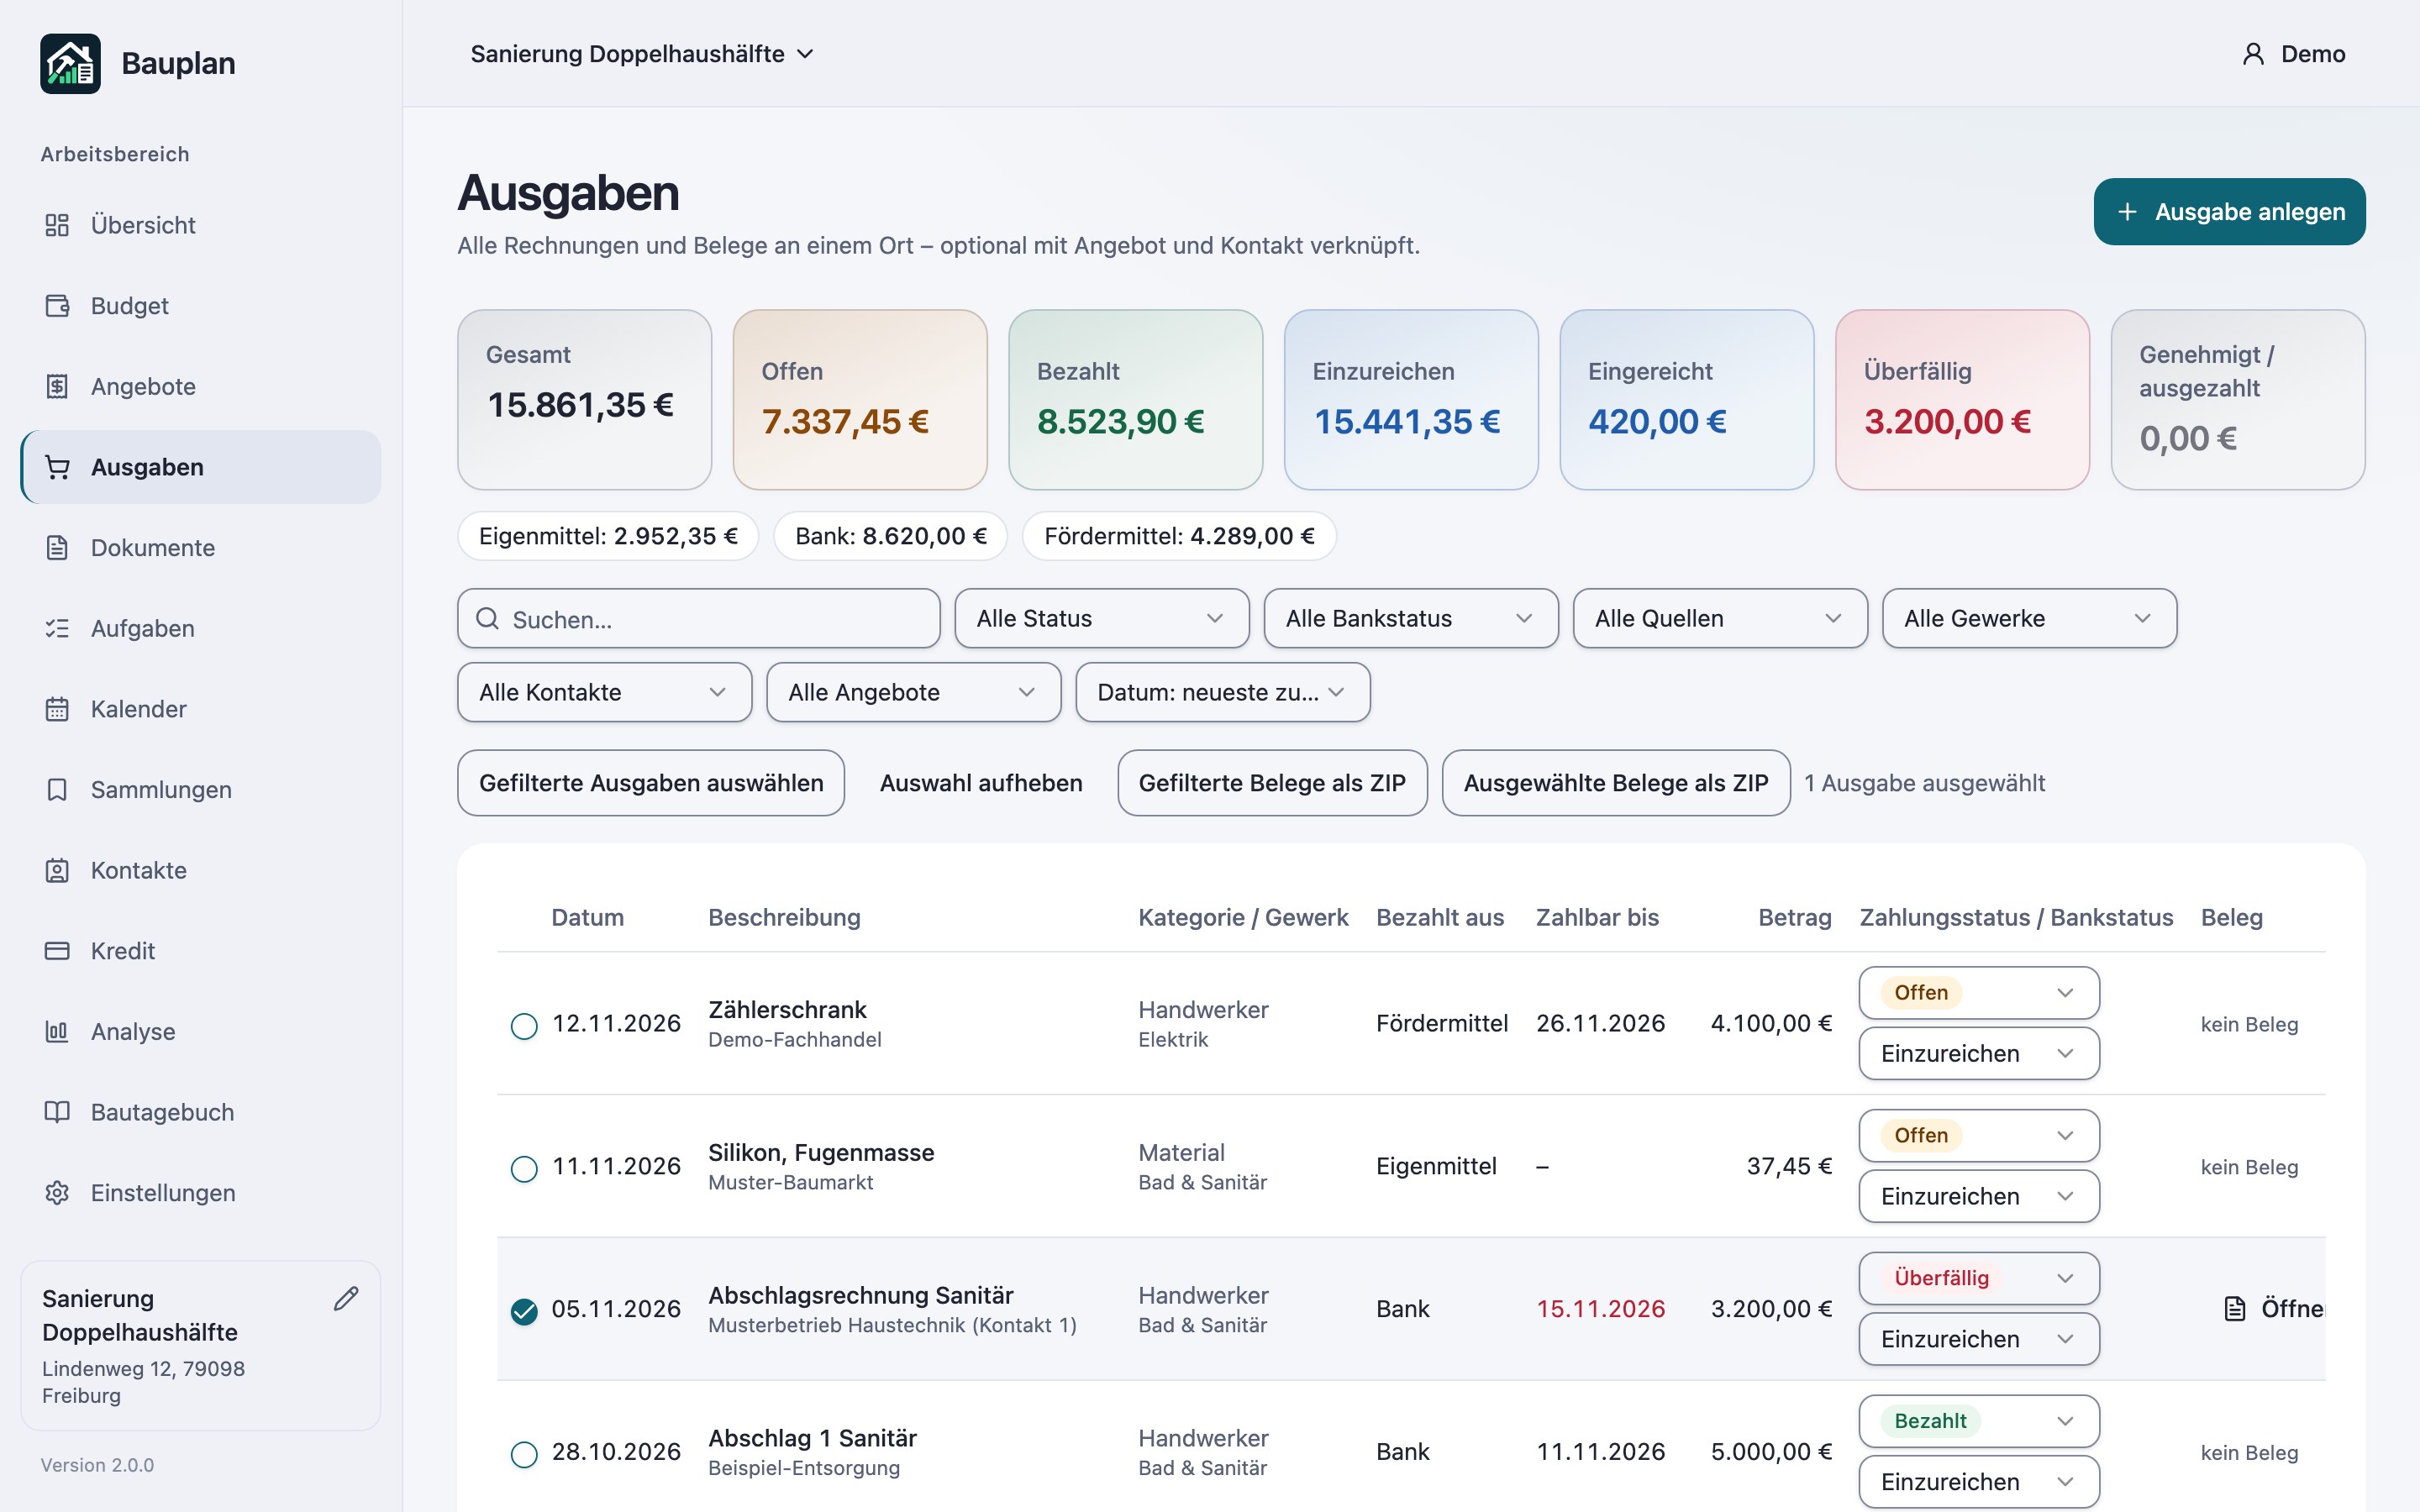 Bauplan
Sanierung Doppelhaushälfte
Demo
Arbeitsbereich
Übersicht
Budget
Angebote
Ausgaben
Dokumente
Aufgaben
Kalender
Sammlungen
Kontakte
Kredit
Analyse
Bautagebuch
Einstellungen
Sanierung
Doppelhaushälfte
Lindenweg 12, 79098
Freiburg
Version 2.0.0
Ausgaben
Alle Rechnungen und Belege an einem Ort – optional mit Angebot und Kontakt verknüpft.
Ausgabe anlegen
Gesamt
15.861,35 €
Offen
7.337,45 €
Bezahlt
8.523,90 €
Einzureichen
15.441,35 €
Eingereicht
420,00 €
Überfällig
3.200,00 €
Genehmigt /
ausgezahlt
0,00 €
Eigenmittel: 2.952,35 € Bank: 8.620,00 € Fördermittel: 4.289,00 €
Suchen... Alle Status Alle Bankstatus Alle Quellen Alle Gewerke
Alle Kontakte Alle Angebote Datum: neueste zu...
Gefilterte Ausgaben auswählen Auswahl aufheben Gefilterte Belege als ZIP Ausgewählte Belege als ZIP 1 Ausgabe ausgewählt
Datum Beschreibung Kategorie / Gewerk Bezahlt aus Zahlbar bis Betrag Zahlungsstatus / Bankstatus Beleg
12.11.2026 Zählerschrank Handwerker Fördermittel 26.11.2026 4.100,00 € Offen kein Beleg
Demo-Fachhandel Elektrik Einzureichen
11.11.2026 Silikon, Fugenmasse Material Eigenmittel – 37,45 € Offen kein Beleg
Muster-Baumarkt Bad & Sanitär Einzureichen
05.11.2026 Abschlagsrechnung Sanitär Handwerker Bank 15.11.2026 3.200,00 € Überfällig Öffne
Musterbetrieb Haustechnik (Kontakt 1) Bad & Sanitär Einzureichen
28.10.2026 Abschlag 1 Sanitär Handwerker Bank 11.11.2026 5.000,00 € Bezahlt kein Beleg
Beispiel-Entsorgung Bad & Sanitär Einzureichen